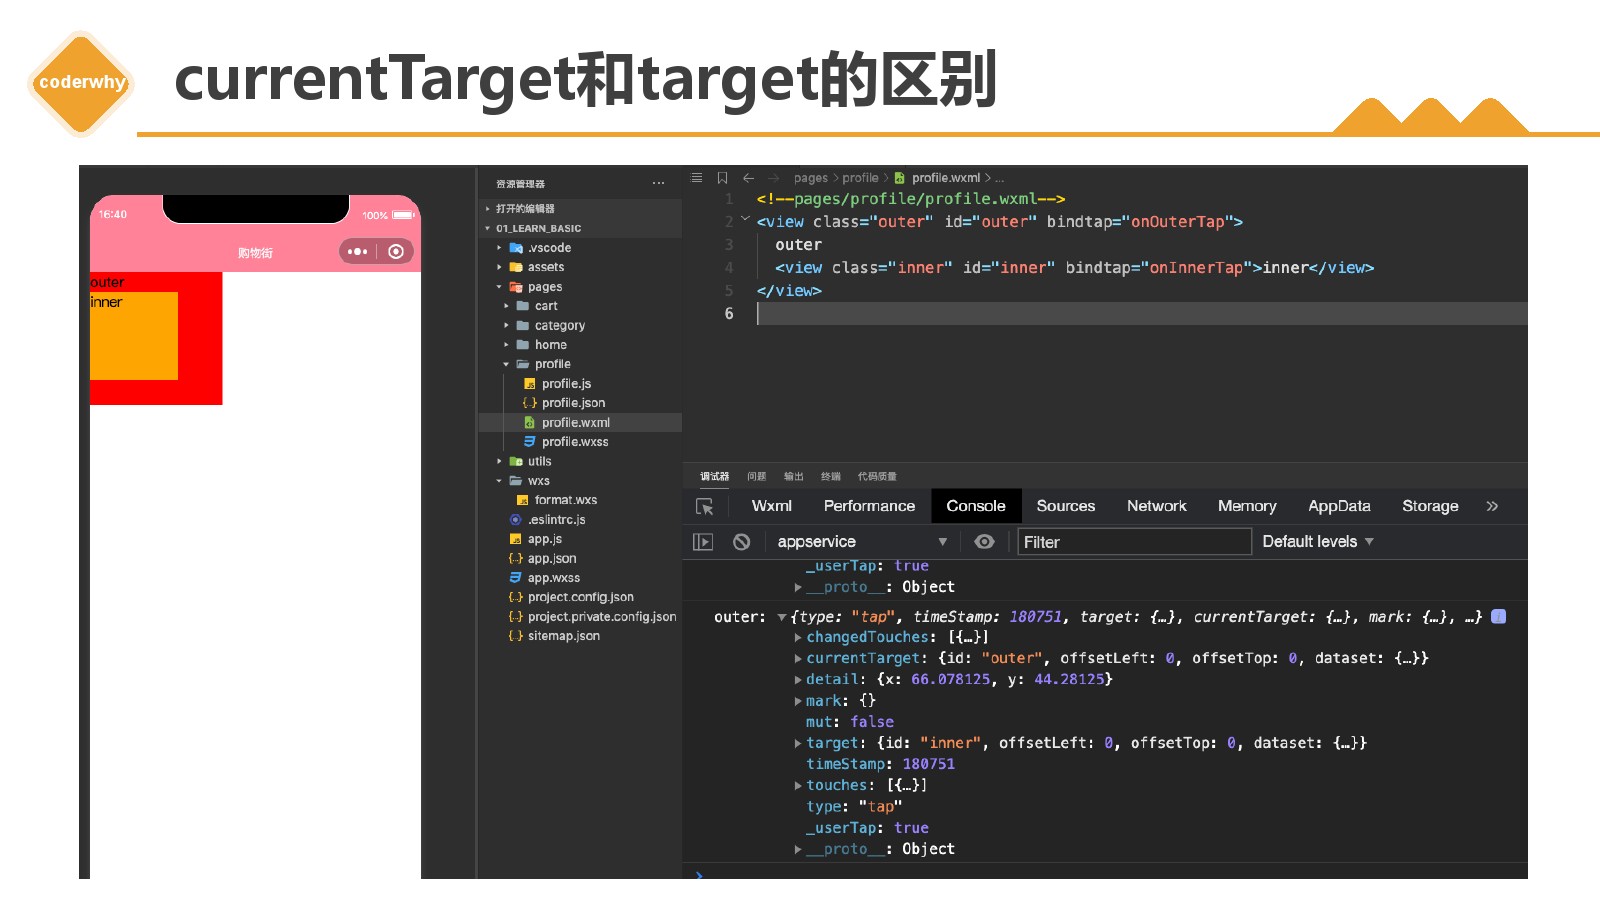 coderwhy
currentTarget和target的区别
16:40
100%
购物街
outer
inner
资源管理器
打开的编辑器
01_LEARN_BASIC
.vscode
assets
pages
cart
category
home
profile
profile.js
profile.json
profile.wxml
profile.wxss
utils
wxs
format.wxs
.eslintrc.js
app.js
app.json
app.wxss
project.config.json
project.private.config.json
sitemap.json
pages > profile > profile.wxml > ...
1 <!--pages/profile/profile.wxml-->
2 <view class="outer" id="outer" bindtap="onOuterTap">
3 outer
4 <view class="inner" id="inner" bindtap="onInnerTap">inner</view>
5 </view>
6
调试器 问题 输出 终端 代码质量
Wxml Performance Console Sources Network Memory AppData Storage »
appservice Filter Default levels
_userTap: true
__proto__: Object
outer: {type: "tap", timeStamp: 180751, target: {…}, currentTarget: {…}, mark: {…}, …}
changedTouches: [{…}]
currentTarget: {id: "outer", offsetLeft: 0, offsetTop: 0, dataset: {…}}
detail: {x: 66.078125, y: 44.28125}
mark: {}
mut: false
target: {id: "inner", offsetLeft: 0, offsetTop: 0, dataset: {…}}
timeStamp: 180751
touches: [{…}]
type: "tap"
_userTap: true
__proto__: Object